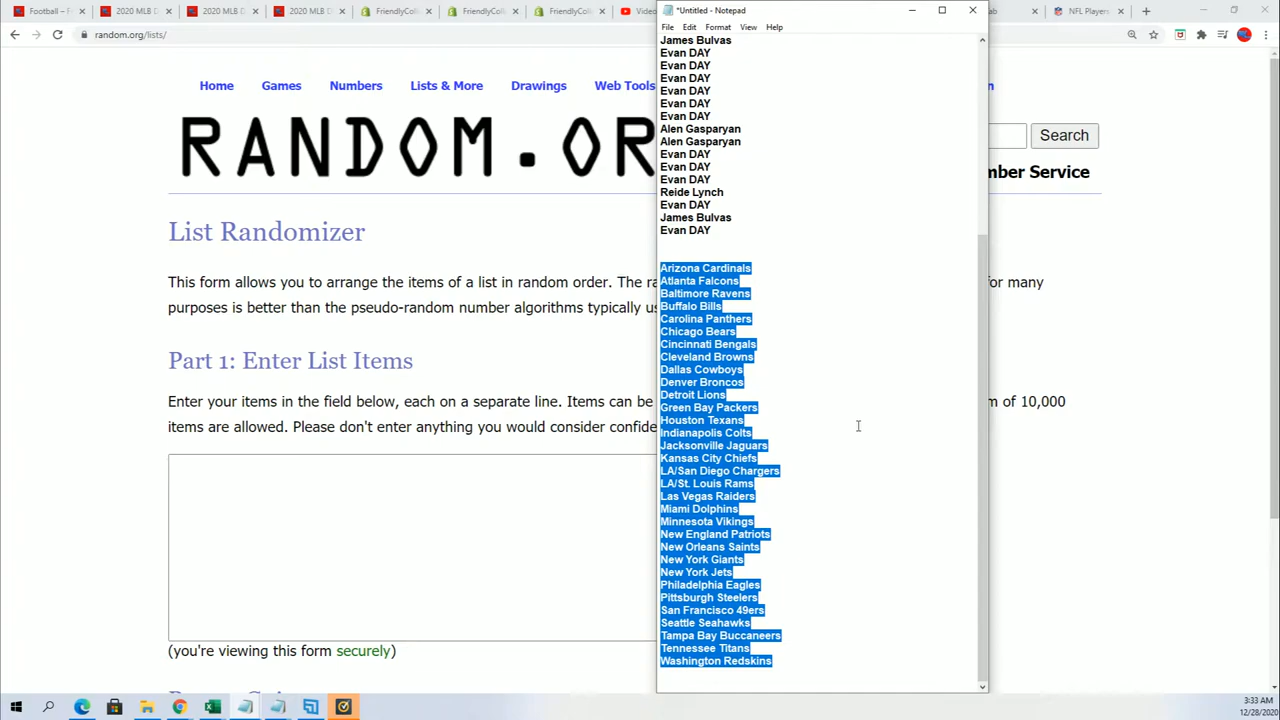 Football – F
2020 MLB D
2020 MLB D
2020 MLB D
FriendlyColl
FriendlyColl
FriendlyColl
Video
NFL Players
*Untitled - Notepad
random.org/lists/
File Edit Format View Help
Home Games Numbers Lists & More Drawings Web Tools
RANDOM.OR
Search
mber Service
List Randomizer
This form allows you to arrange the items of a list in random order. The ra
for many
purposes is better than the pseudo-random number algorithms typically us
Part 1: Enter List Items
Enter your items in the field below, each on a separate line. Items can be
m of 10,000
items are allowed. Please don't enter anything you would consider confide
(you're viewing this form securely)
James Bulvas
Evan DAY
Evan DAY
Evan DAY
Evan DAY
Evan DAY
Evan DAY
Alen Gasparyan
Alen Gasparyan
Evan DAY
Evan DAY
Evan DAY
Reide Lynch
Evan DAY
James Bulvas
Evan DAY
Arizona Cardinals
Atlanta Falcons
Baltimore Ravens
Buffalo Bills
Carolina Panthers
Chicago Bears
Cincinnati Bengals
Cleveland Browns
Dallas Cowboys
Denver Broncos
Detroit Lions
Green Bay Packers
Houston Texans
Indianapolis Colts
Jacksonville Jaguars
Kansas City Chiefs
LA/San Diego Chargers
LA/St. Louis Rams
Las Vegas Raiders
Miami Dolphins
Minnesota Vikings
New England Patriots
New Orleans Saints
New York Giants
New York Jets
Philadelphia Eagles
Pittsburgh Steelers
San Francisco 49ers
Seattle Seahawks
Tampa Bay Buccaneers
Tennessee Titans
Washington Redskins
3:33 AM
12/28/2020